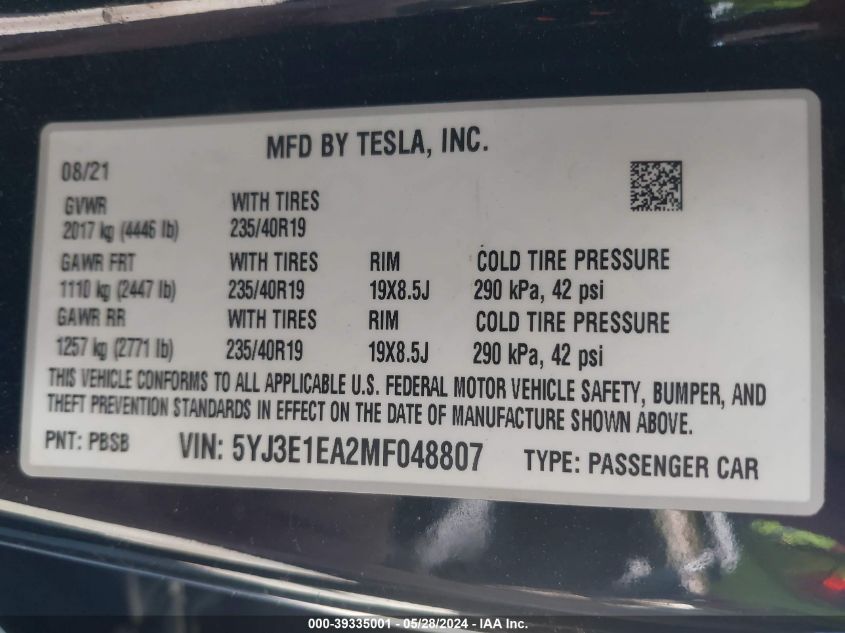 MFD BY TESLA, INC.
08/21
GVWR WITH TIRES
2017 kg (4446 lb) 235/40R19
GAWR FRT WITH TIRES RIM COLD TIRE PRESSURE
1110 kg (2447 lb) 235/40R19 19X8.5J 290 kPa, 42 psi
GAWR RR WITH TIRES RIM COLD TIRE PRESSURE
1257 kg (2771 lb) 235/40R19 19X8.5J 290 kPa, 42 psi
THIS VEHICLE CONFORMS TO ALL APPLICABLE U.S. FEDERAL MOTOR VEHICLE SAFETY, BUMPER, AND
THEFT PREVENTION STANDARDS IN EFFECT ON THE DATE OF MANUFACTURE SHOWN ABOVE.
PNT: PBSB VIN: 5YJ3E1EA2MF048807 TYPE: PASSENGER CAR
000-39335001 - 05/28/2024 - IAA Inc.